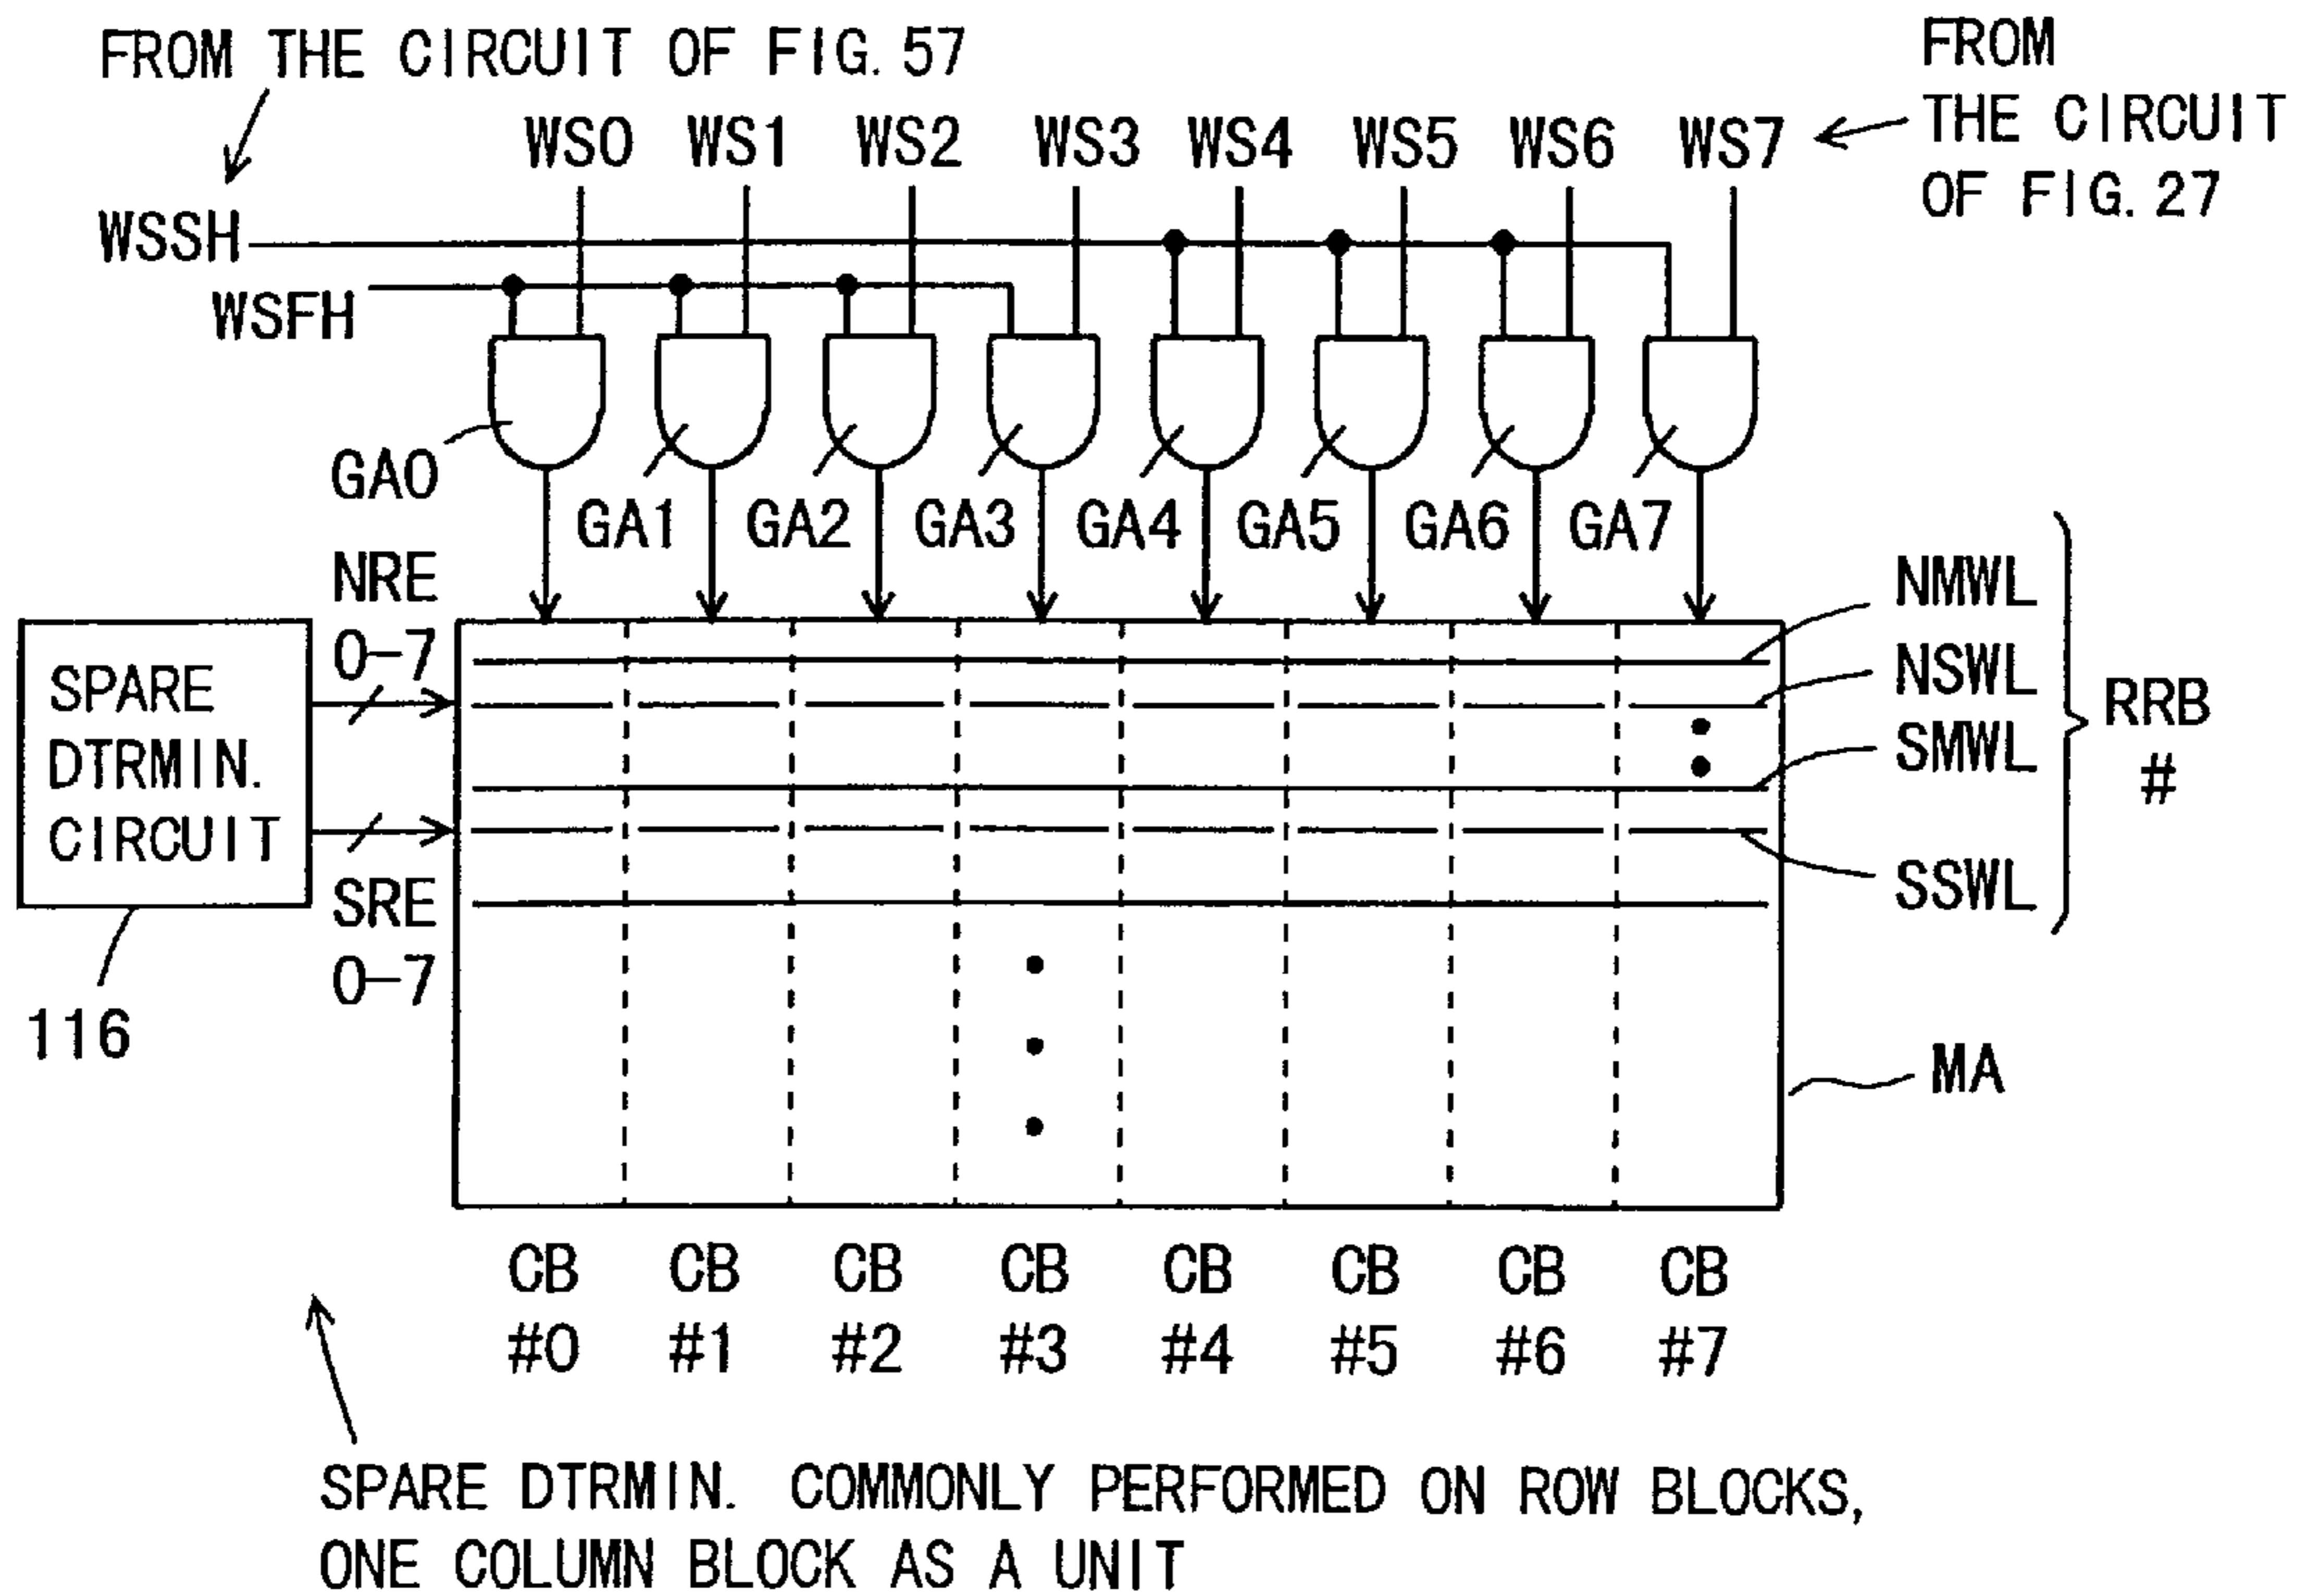 FROM THE CIRCUIT OF FIG. 57
FROM
THE CIRCUIT
OF FIG. 27
WS0 WS1 WS2 WS3 WS4 WS5 WS6 WS7
WSSH
WSFH
GA0 GA1 GA2 GA3 GA4 GA5 GA6 GA7
NRE
0-7
SPARE
DTRMIN.
CIRCUIT
SRE
0-7
116
NMWL
NSWL
SMWL
SSWL
RRB
#
MA
CB CB CB CB CB CB CB CB
#0 #1 #2 #3 #4 #5 #6 #7
SPARE DTRMIN. COMMONLY PERFORMED ON ROW BLOCKS,
ONE COLUMN BLOCK AS A UNIT